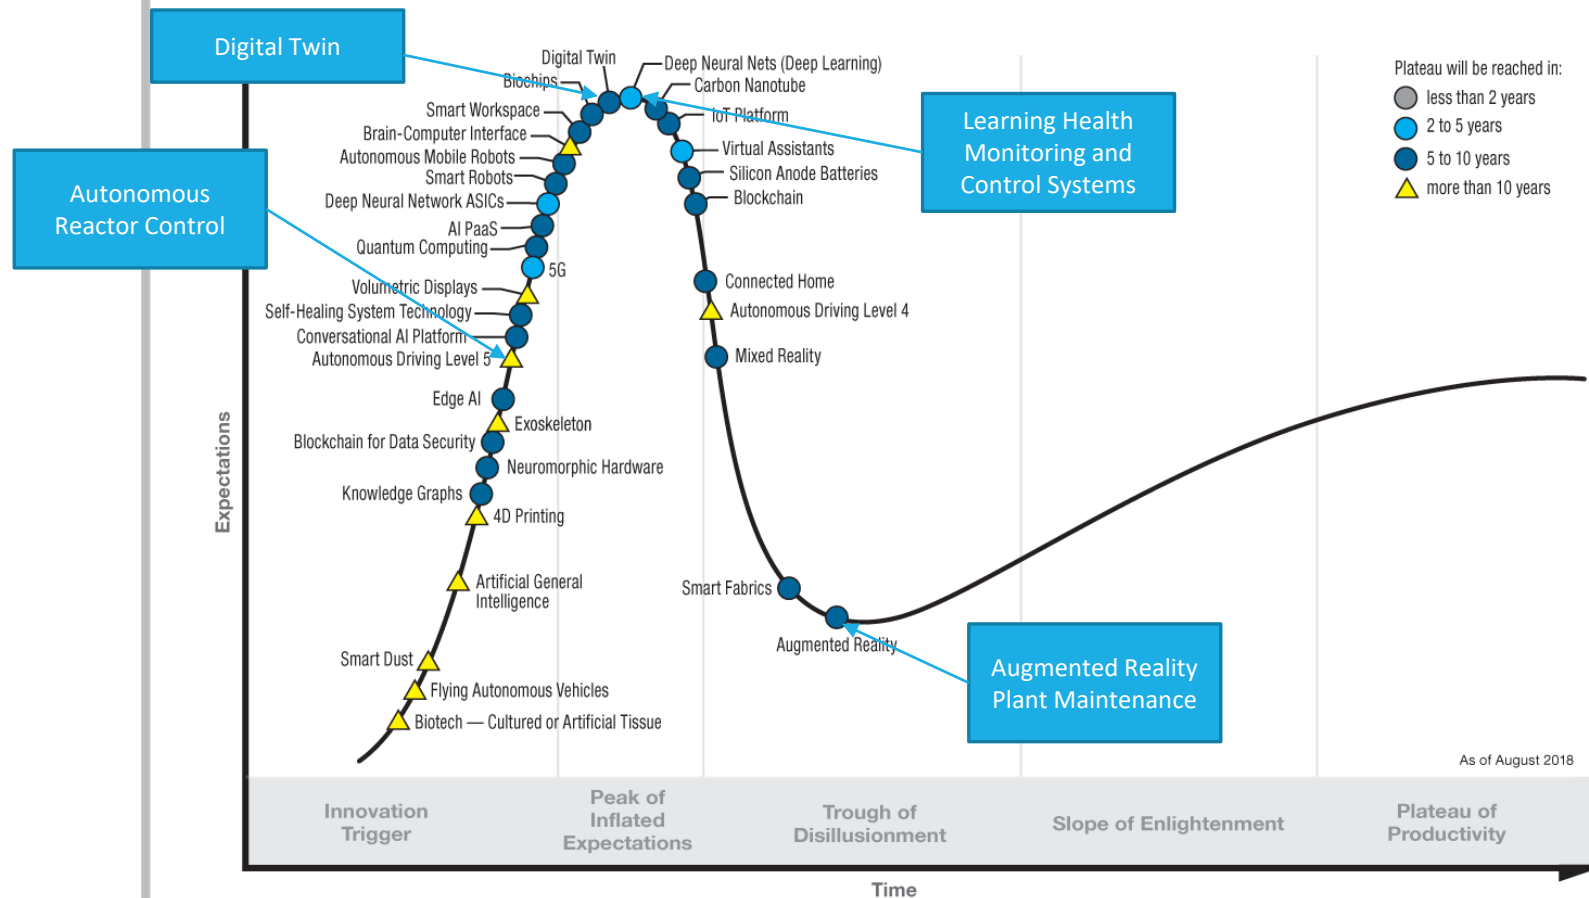 Digital Twin
Autonomous
Reactor Control
Learning Health
Monitoring and
Control Systems
Augmented Reality
Plant Maintenance
Digital Twin
Biochips
Smart Workspace
Brain-Computer Interface
Autonomous Mobile Robots
Smart Robots
Deep Neural Network ASICs
AI PaaS
Quantum Computing
5G
Volumetric Displays
Self-Healing System Technology
Conversational AI Platform
Autonomous Driving Level 5
Edge AI
Exoskeleton
Blockchain for Data Security
Neuromorphic Hardware
Knowledge Graphs
4D Printing
Artificial General
Intelligence
Smart Dust
Flying Autonomous Vehicles
Biotech — Cultured or Artificial Tissue
Deep Neural Nets (Deep Learning)
Carbon Nanotube
IoT Platform
Virtual Assistants
Silicon Anode Batteries
Blockchain
Connected Home
Autonomous Driving Level 4
Mixed Reality
Smart Fabrics
Augmented Reality
Plateau will be reached in:
less than 2 years
2 to 5 years
5 to 10 years
more than 10 years
As of August 2018
Expectations
Innovation
Trigger
Peak of
Inflated
Expectations
Trough of
Disillusionment
Slope of Enlightenment
Plateau of
Productivity
Time